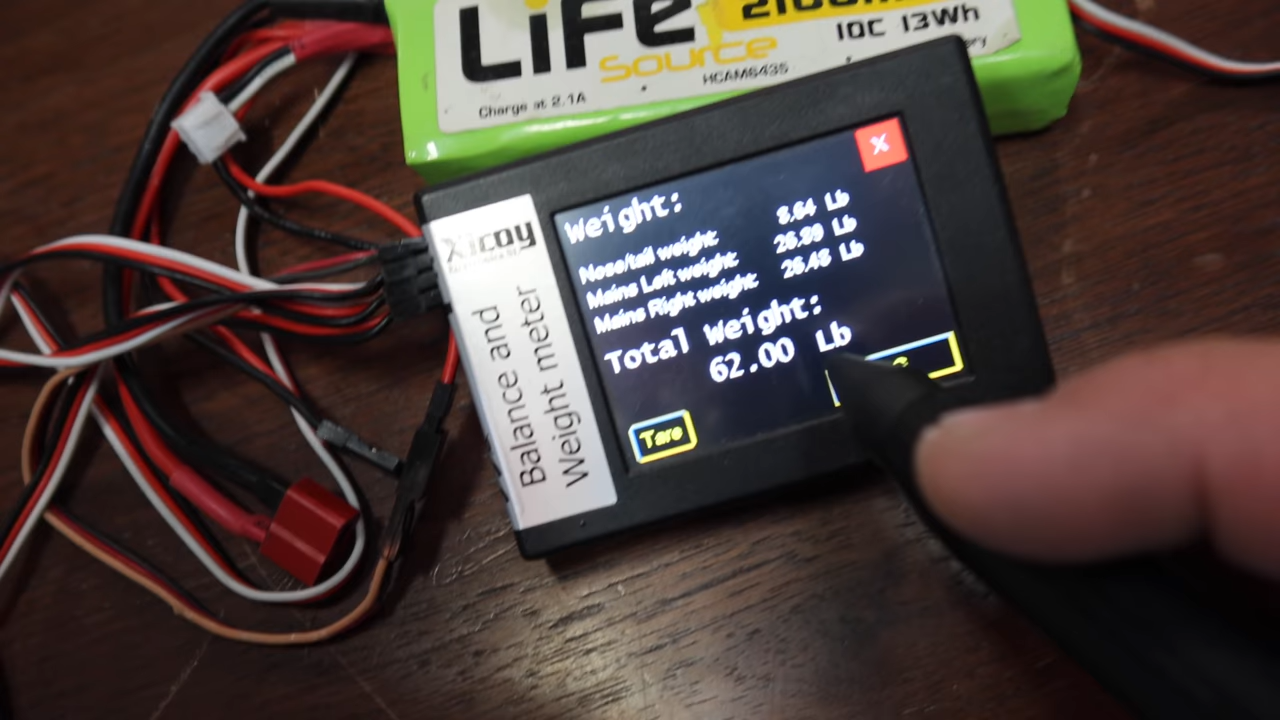 LiFe
Source
10C 13Wh
HCAM6435
Charge at 2.1A
X
Xicoy
Balance and
Weight meter
Weight:
Nose/tail weight: 8.64 Lb
Mains Left weight: 26.89 Lb
Mains Right weight: 26.48 Lb
Total Weight:
62.00 Lb
Tare